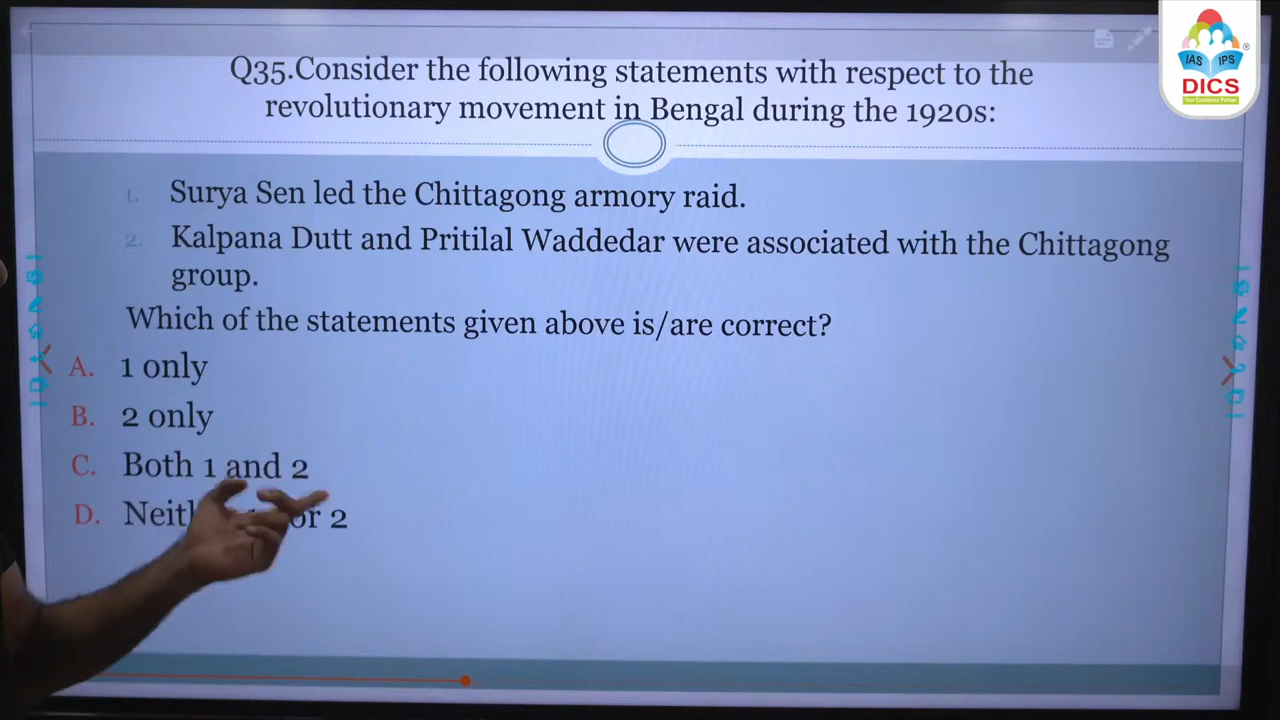 Q35.Consider the following statements with respect to the
revolutionary movement in Bengal during the 1920s:
IAS IPS
DICS
Your Excellence Partner
1. Surya Sen led the Chittagong armory raid.
2. Kalpana Dutt and Pritilal Waddedar were associated with the Chittagong
group.
Which of the statements given above is/are correct?
A. 1 only
B. 2 only
C. Both 1 and 2
D. or 2